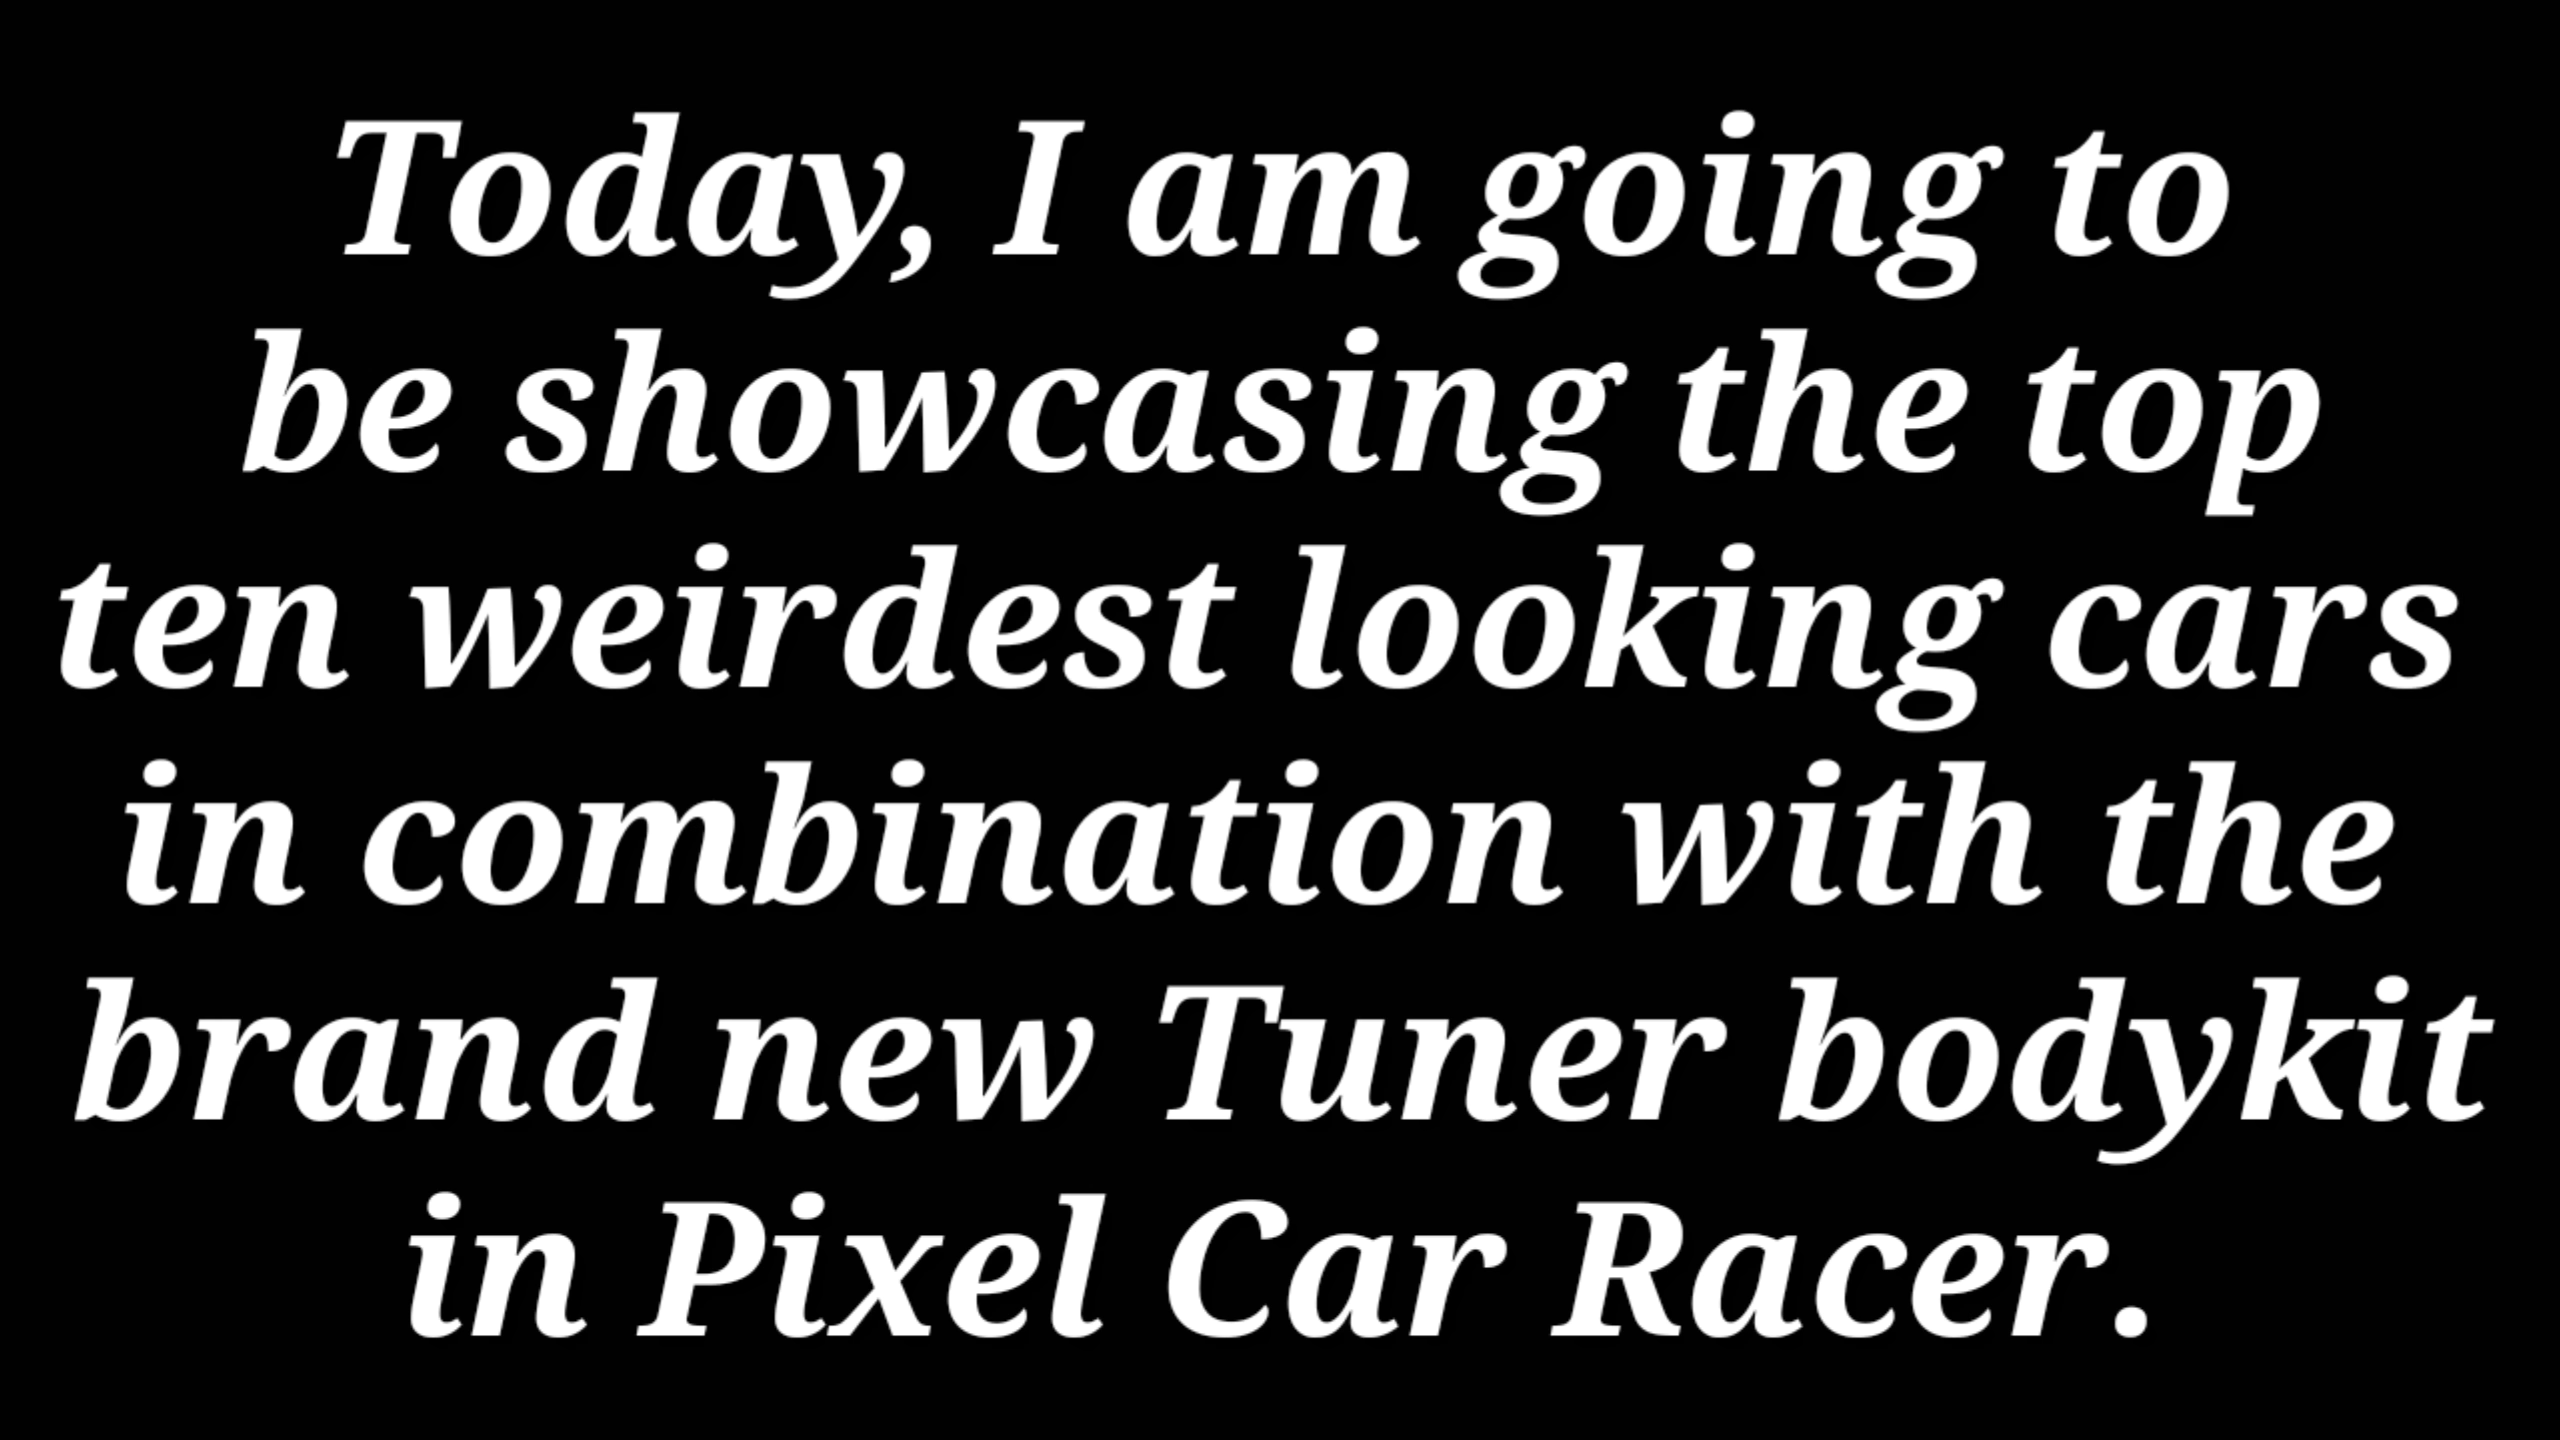 Today, I am going to
be showcasing the top
ten weirdest looking cars
in combination with the
brand new Tuner bodykit
in Pixel Car Racer.